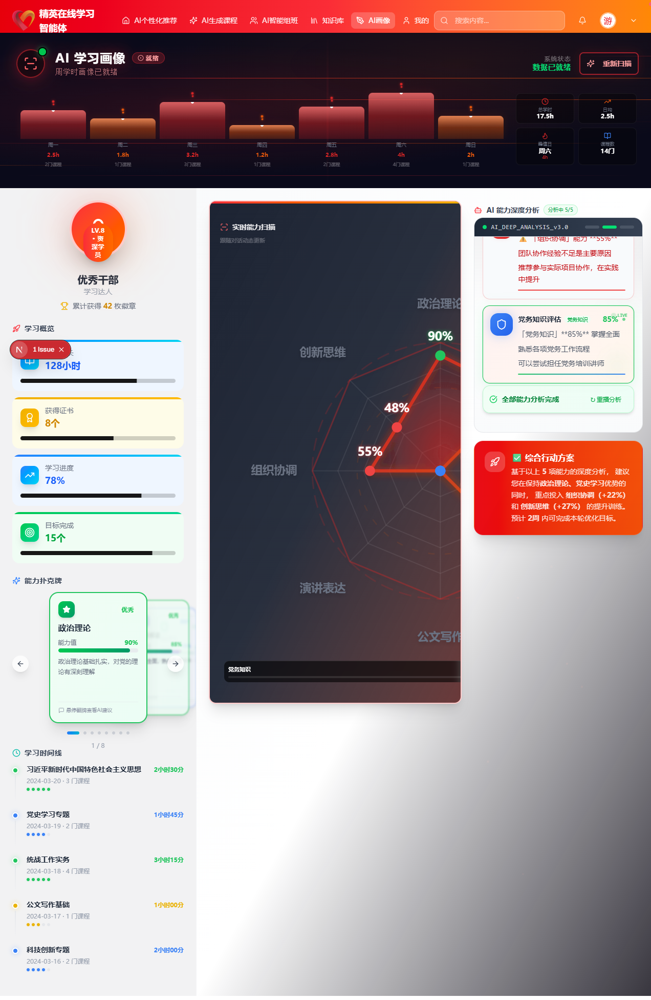 精英在线学习
智能体
AI个性化推荐
AI生成课程
AI智能组班
知识库
AI画像
我的
搜索内容...
游
AI 学习画像
就绪
周学时画像已就绪
系统状态
数据已就绪
重新扫描
周一
2.5h
2门课程
周二
1.8h
1门课程
周三
3.2h
3门课程
周四
1.2h
1门课程
周五
2.8h
2门课程
周六
4h
4门课程
周日
2h
1门课程
总学时
17.5h
日均
2.5h
峰值日
周六
4h
课程数
14门
LV.8
• 资
深学
员
优秀干部
学习达人
累计获得 42 枚徽章
学习概览
1 Issue
128小时
获得证书
8个
学习进度
78%
目标完成
15个
能力扑克牌
优秀
政治理论
能力值
90%
政治理论基础扎实，对党的理
论有深刻理解
悬停翻牌查看AI建议
优秀
88%
1 / 8
学习时间线
习近平新时代中国特色社会主义思想
2小时30分
2024-03-20 · 3 门课程
党史学习专题
1小时45分
2024-03-19 · 2 门课程
统战工作实务
3小时15分
2024-03-18 · 4 门课程
公文写作基础
1小时00分
2024-03-17 · 1 门课程
科技创新专题
2小时00分
2024-03-16 · 2 门课程
实时能力扫描
跟随对话动态更新
政治理论
90%
创新思维
48%
55%
组织协调
演讲表达
公文写作
党务知识
AI 能力深度分析
分析中 5/5
AI_DEEP_ANALYSIS_v3.0
「组织协调」能力 **55%**
团队协作经验不足是主要原因
推荐参与实际项目协作，在实践
中提升
党务知识评估
党务知识
85%
LIVE
「党务知识」**85%** 掌握全面
熟悉各项党务工作流程
可以尝试担任党务培训讲师
全部能力分析完成
↻ 重播分析
✅ 综合行动方案
基于以上 5 项能力的深度分析， 建议
您在保持政治理论、党史学习优势的
同时， 重点投入 组织协调（+22%）
和 创新思维（+27%） 的提升训练。
预计 2周 内可完成本轮优化目标。